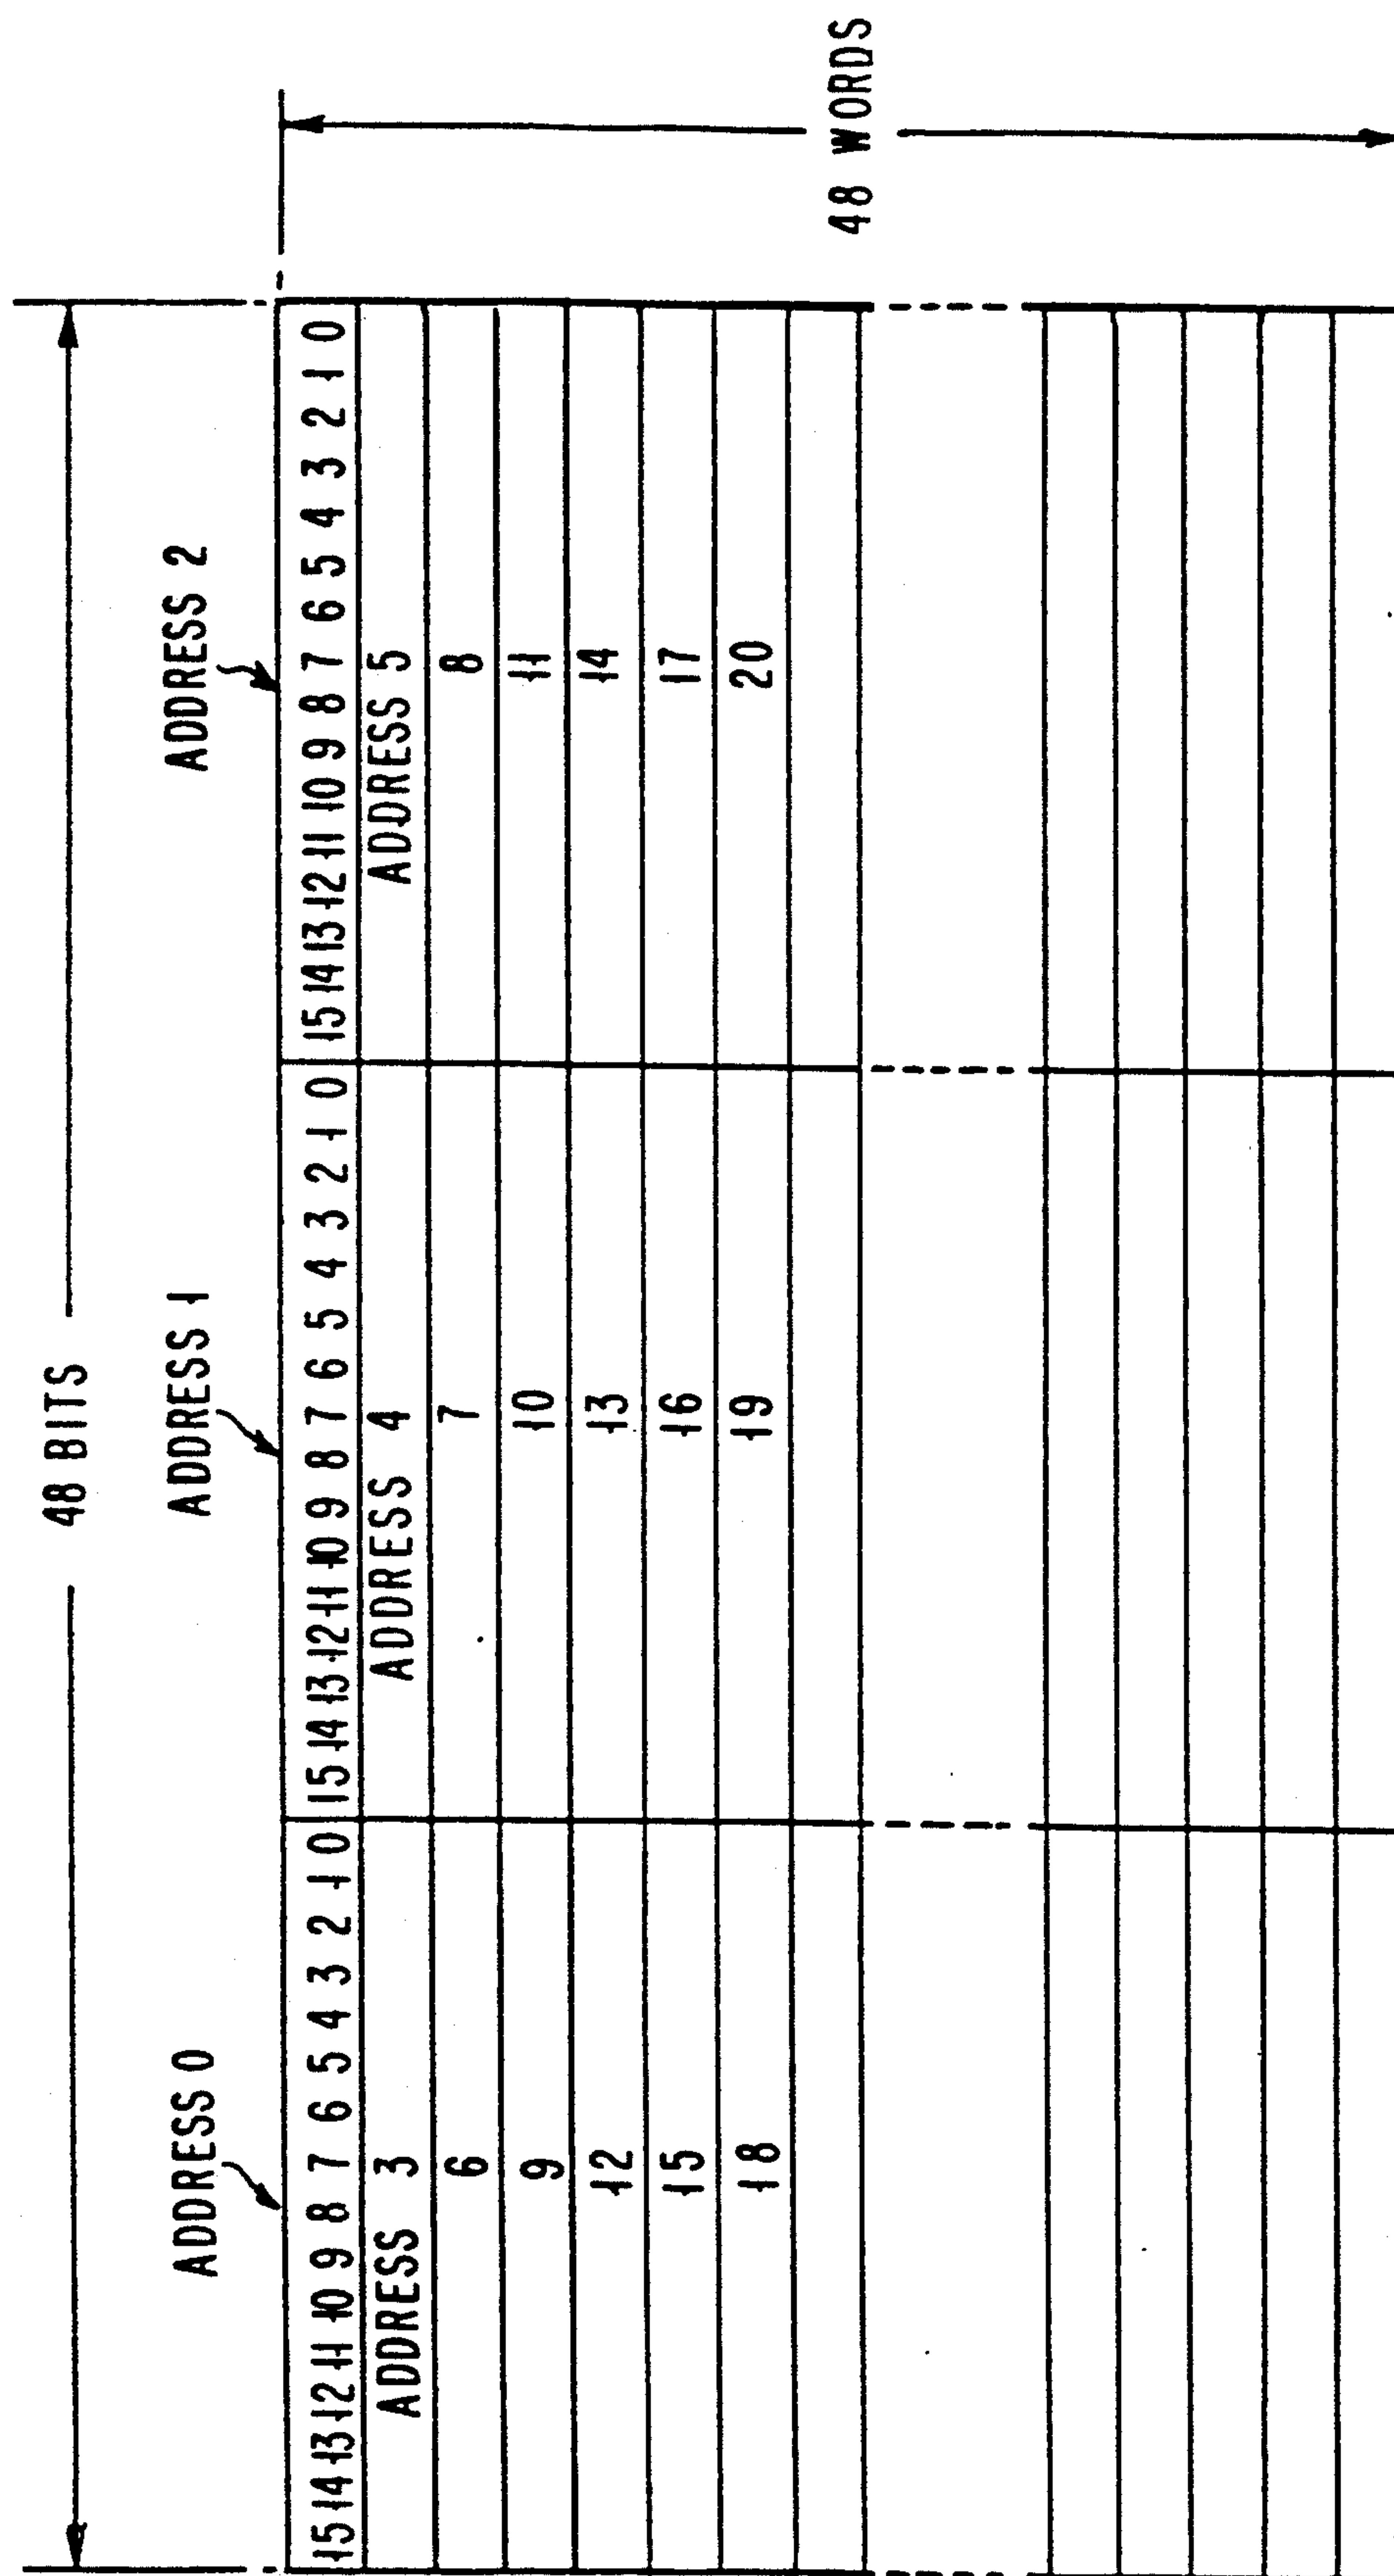 48 BITS
ADDRESS 0 ADDRESS 1 ADDRESS 2
15 14 13 12 11 10 9 8 7 6 5 4 3 2 1 0 15 14 13 12 11 10 9 8 7 6 5 4 3 2 1 0 15 14 13 12 11 10 9 8 7 6 5 4 3 2 1 0
ADDRESS 3 ADDRESS 4 ADDRESS 5
6 7 8
9 10 11
12 13 14
15 16 17
18 19 20
48 WORDS